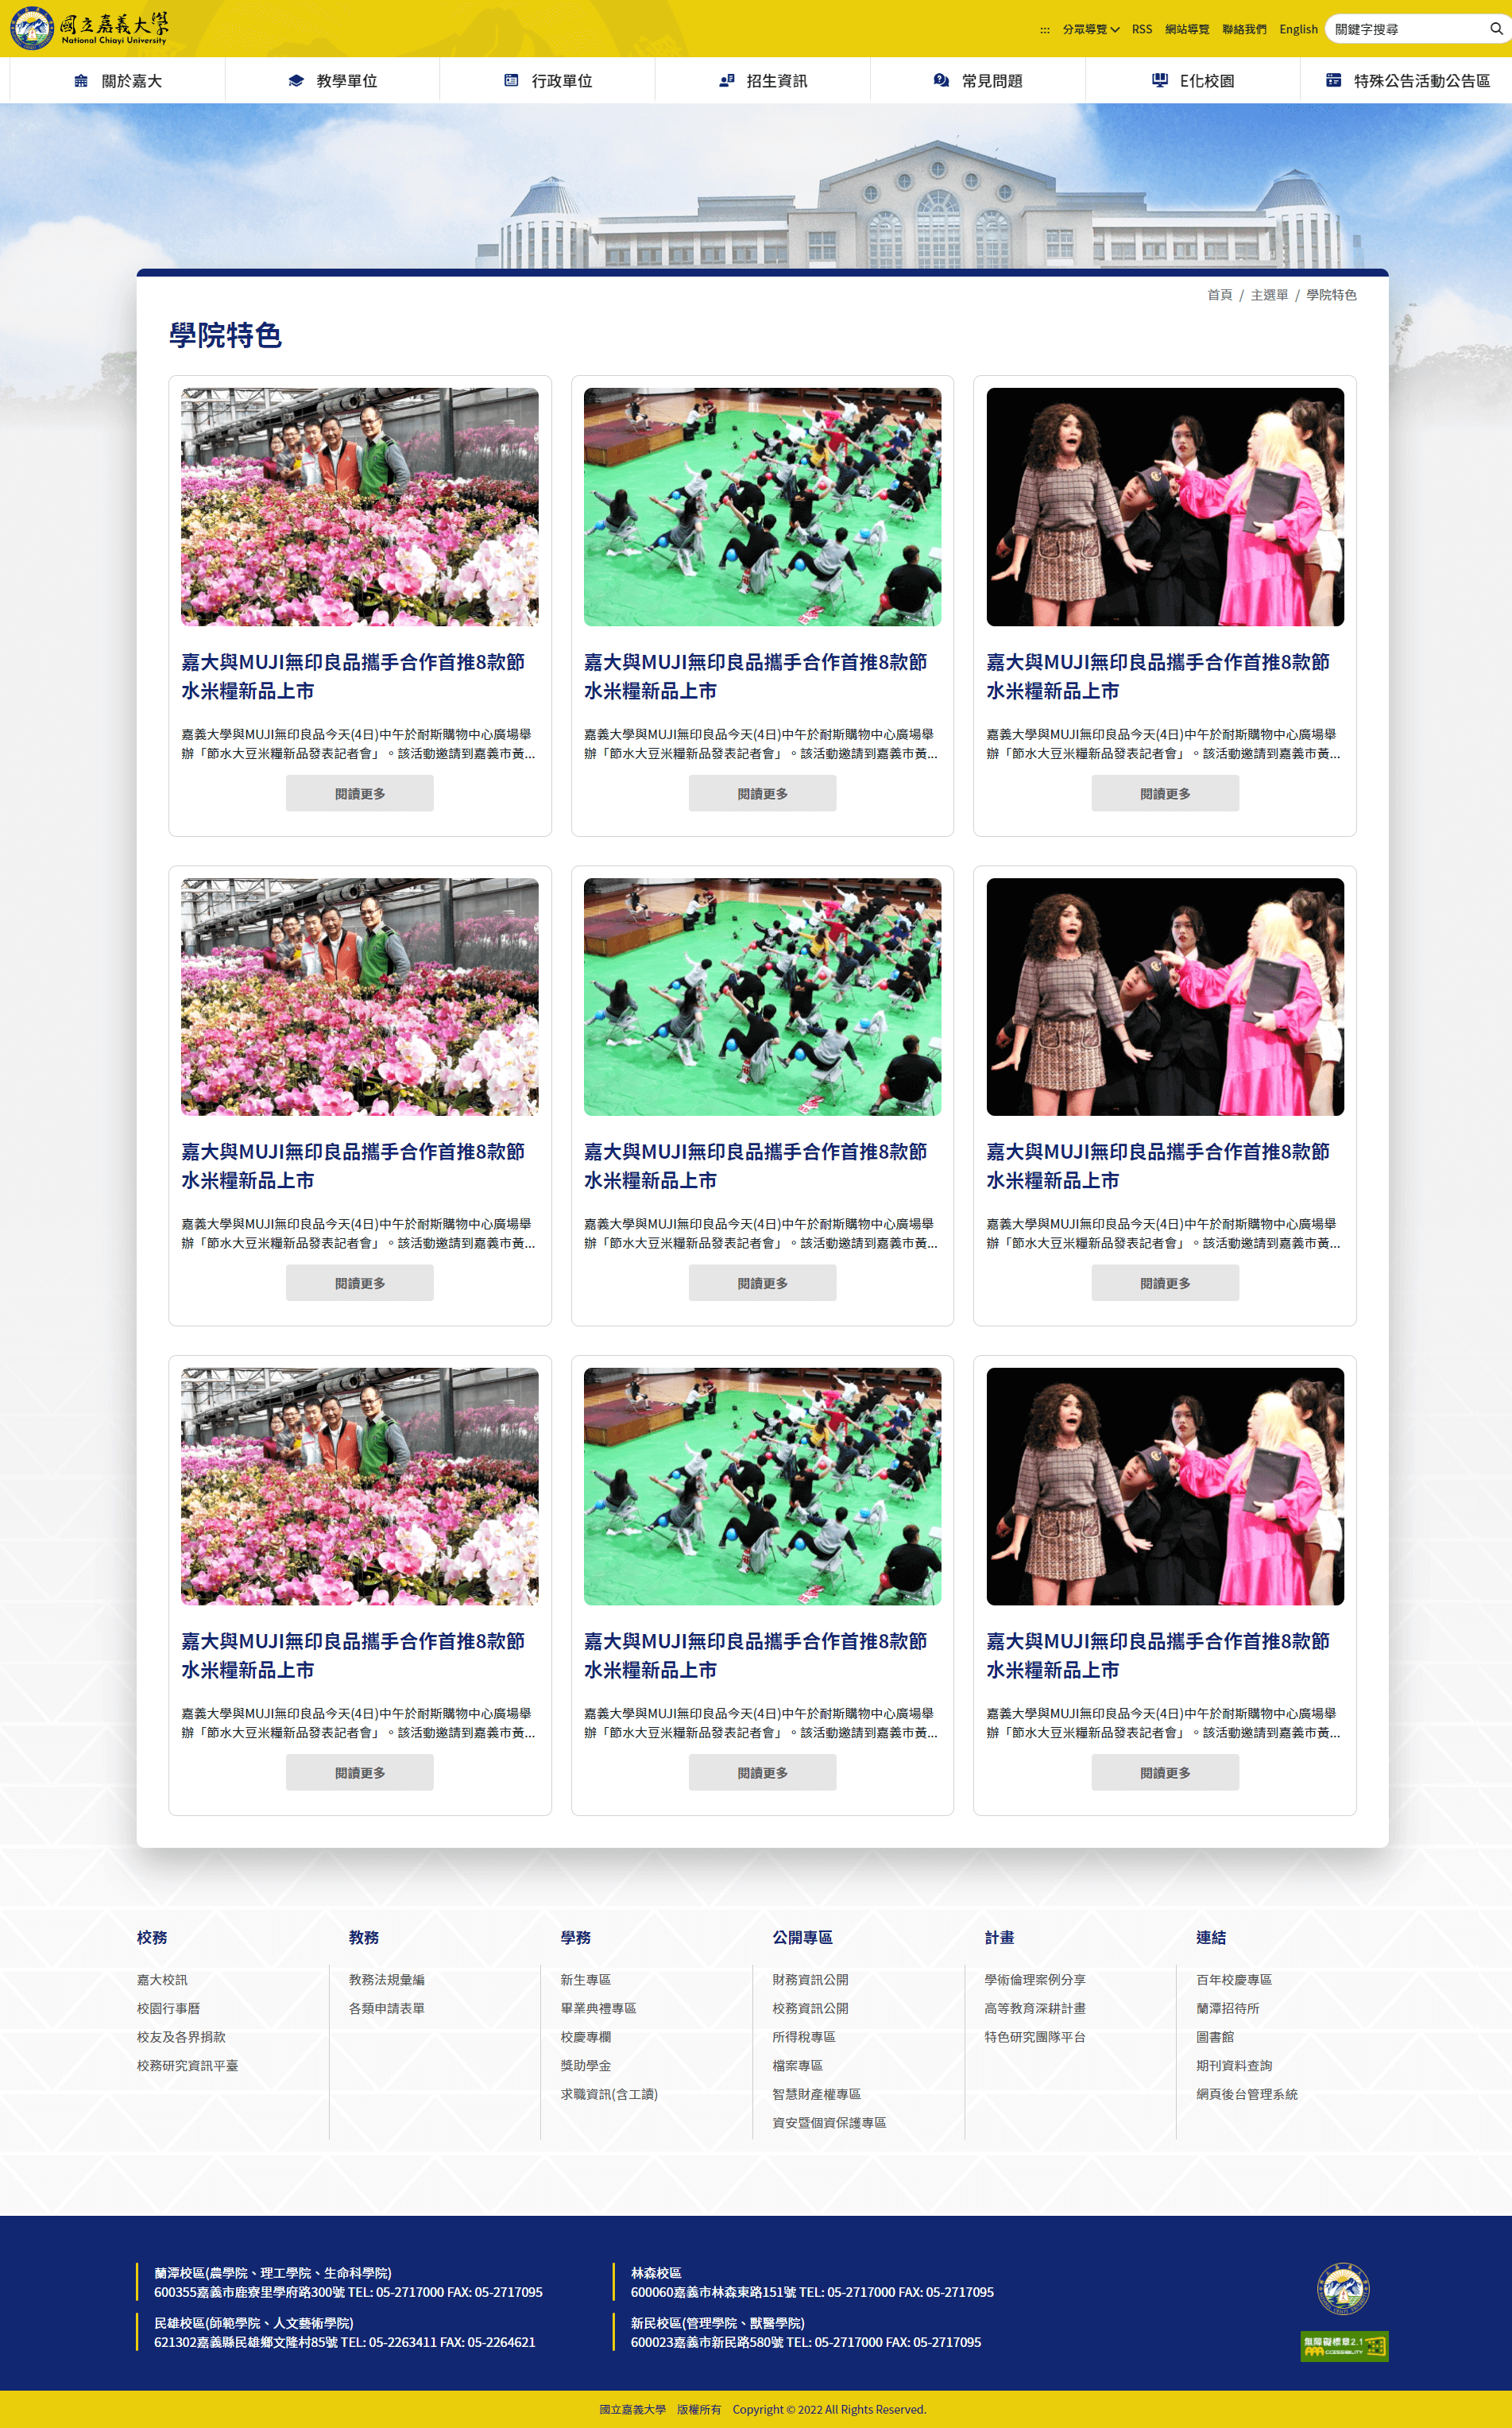 國立嘉義大學
National Chiayi University
::: 分眾導覽 RSS 網站導覽 聯絡我們 English 關鍵字搜尋
關於嘉大 教學單位 行政單位 招生資訊 常見問題 E化校園 特殊公告活動公告區
首頁 / 主選單 / 學院特色
學院特色
嘉大與MUJI無印良品攜手合作首推8款節
水米糧新品上市
嘉義大學與MUJI無印良品今天(4日)中午於耐斯購物中心廣場舉
辦「節水大豆米糧新品發表記者會」。該活動邀請到嘉義市黃...
閱讀更多
嘉大與MUJI無印良品攜手合作首推8款節
水米糧新品上市
嘉義大學與MUJI無印良品今天(4日)中午於耐斯購物中心廣場舉
辦「節水大豆米糧新品發表記者會」。該活動邀請到嘉義市黃...
閱讀更多
嘉大與MUJI無印良品攜手合作首推8款節
水米糧新品上市
嘉義大學與MUJI無印良品今天(4日)中午於耐斯購物中心廣場舉
辦「節水大豆米糧新品發表記者會」。該活動邀請到嘉義市黃...
閱讀更多
嘉大與MUJI無印良品攜手合作首推8款節
水米糧新品上市
嘉義大學與MUJI無印良品今天(4日)中午於耐斯購物中心廣場舉
辦「節水大豆米糧新品發表記者會」。該活動邀請到嘉義市黃...
閱讀更多
嘉大與MUJI無印良品攜手合作首推8款節
水米糧新品上市
嘉義大學與MUJI無印良品今天(4日)中午於耐斯購物中心廣場舉
辦「節水大豆米糧新品發表記者會」。該活動邀請到嘉義市黃...
閱讀更多
嘉大與MUJI無印良品攜手合作首推8款節
水米糧新品上市
嘉義大學與MUJI無印良品今天(4日)中午於耐斯購物中心廣場舉
辦「節水大豆米糧新品發表記者會」。該活動邀請到嘉義市黃...
閱讀更多
嘉大與MUJI無印良品攜手合作首推8款節
水米糧新品上市
嘉義大學與MUJI無印良品今天(4日)中午於耐斯購物中心廣場舉
辦「節水大豆米糧新品發表記者會」。該活動邀請到嘉義市黃...
閱讀更多
嘉大與MUJI無印良品攜手合作首推8款節
水米糧新品上市
嘉義大學與MUJI無印良品今天(4日)中午於耐斯購物中心廣場舉
辦「節水大豆米糧新品發表記者會」。該活動邀請到嘉義市黃...
閱讀更多
嘉大與MUJI無印良品攜手合作首推8款節
水米糧新品上市
嘉義大學與MUJI無印良品今天(4日)中午於耐斯購物中心廣場舉
辦「節水大豆米糧新品發表記者會」。該活動邀請到嘉義市黃...
閱讀更多
校務
嘉大校訊
校園行事曆
校友及各界捐款
校務研究資訊平臺
教務
教務法規彙編
各類申請表單
學務
新生專區
畢業典禮專區
校慶專欄
獎助學金
求職資訊(含工讀)
公開專區
財務資訊公開
校務資訊公開
所得稅專區
檔案專區
智慧財產權專區
資安暨個資保護專區
計畫
學術倫理案例分享
高等教育深耕計畫
特色研究團隊平台
連結
百年校慶專區
蘭潭招待所
圖書館
期刊資料查詢
網頁後台管理系統
蘭潭校區(農學院、理工學院、生命科學院)
600355嘉義市鹿寮里學府路300號 TEL: 05-2717000 FAX: 05-2717095
林森校區
600060嘉義市林森東路151號 TEL: 05-2717000 FAX: 05-2717095
民雄校區(師範學院、人文藝術學院)
621302嘉義縣民雄鄉文隆村85號 TEL: 05-2263411 FAX: 05-2264621
新民校區(管理學院、獸醫學院)
600023嘉義市新民路580號 TEL: 05-2717000 FAX: 05-2717095
無障礙標章2.1
AAA CCESSIBILITY
國立嘉義大學 版權所有 Copyright © 2022 All Rights Reserved.